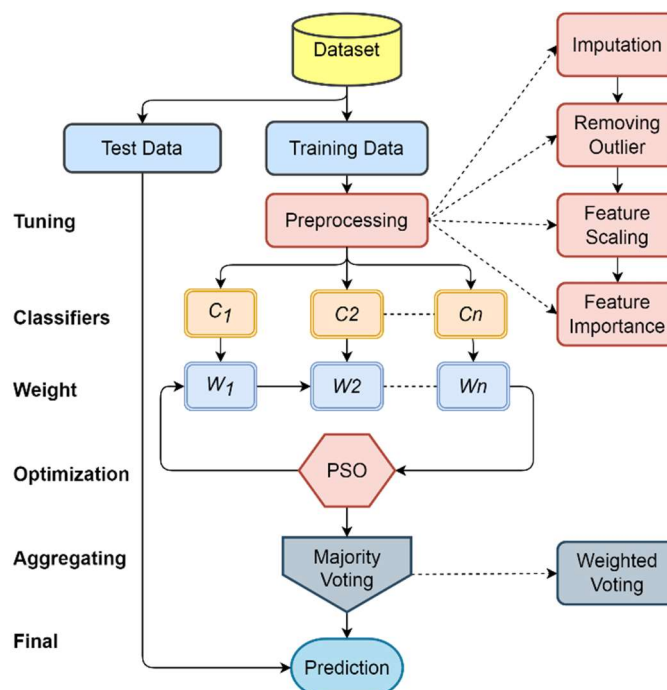 Dataset
Imputation
Test Data
Training Data
Removing
Outlier
Tuning
Preprocessing
Feature
Scaling
Classifiers
C1
C2
Cn
Feature
Importance
Weight
W1
W2
Wn
Optimization
PSO
Aggregating
Majority
Voting
Weighted
Voting
Final
Prediction